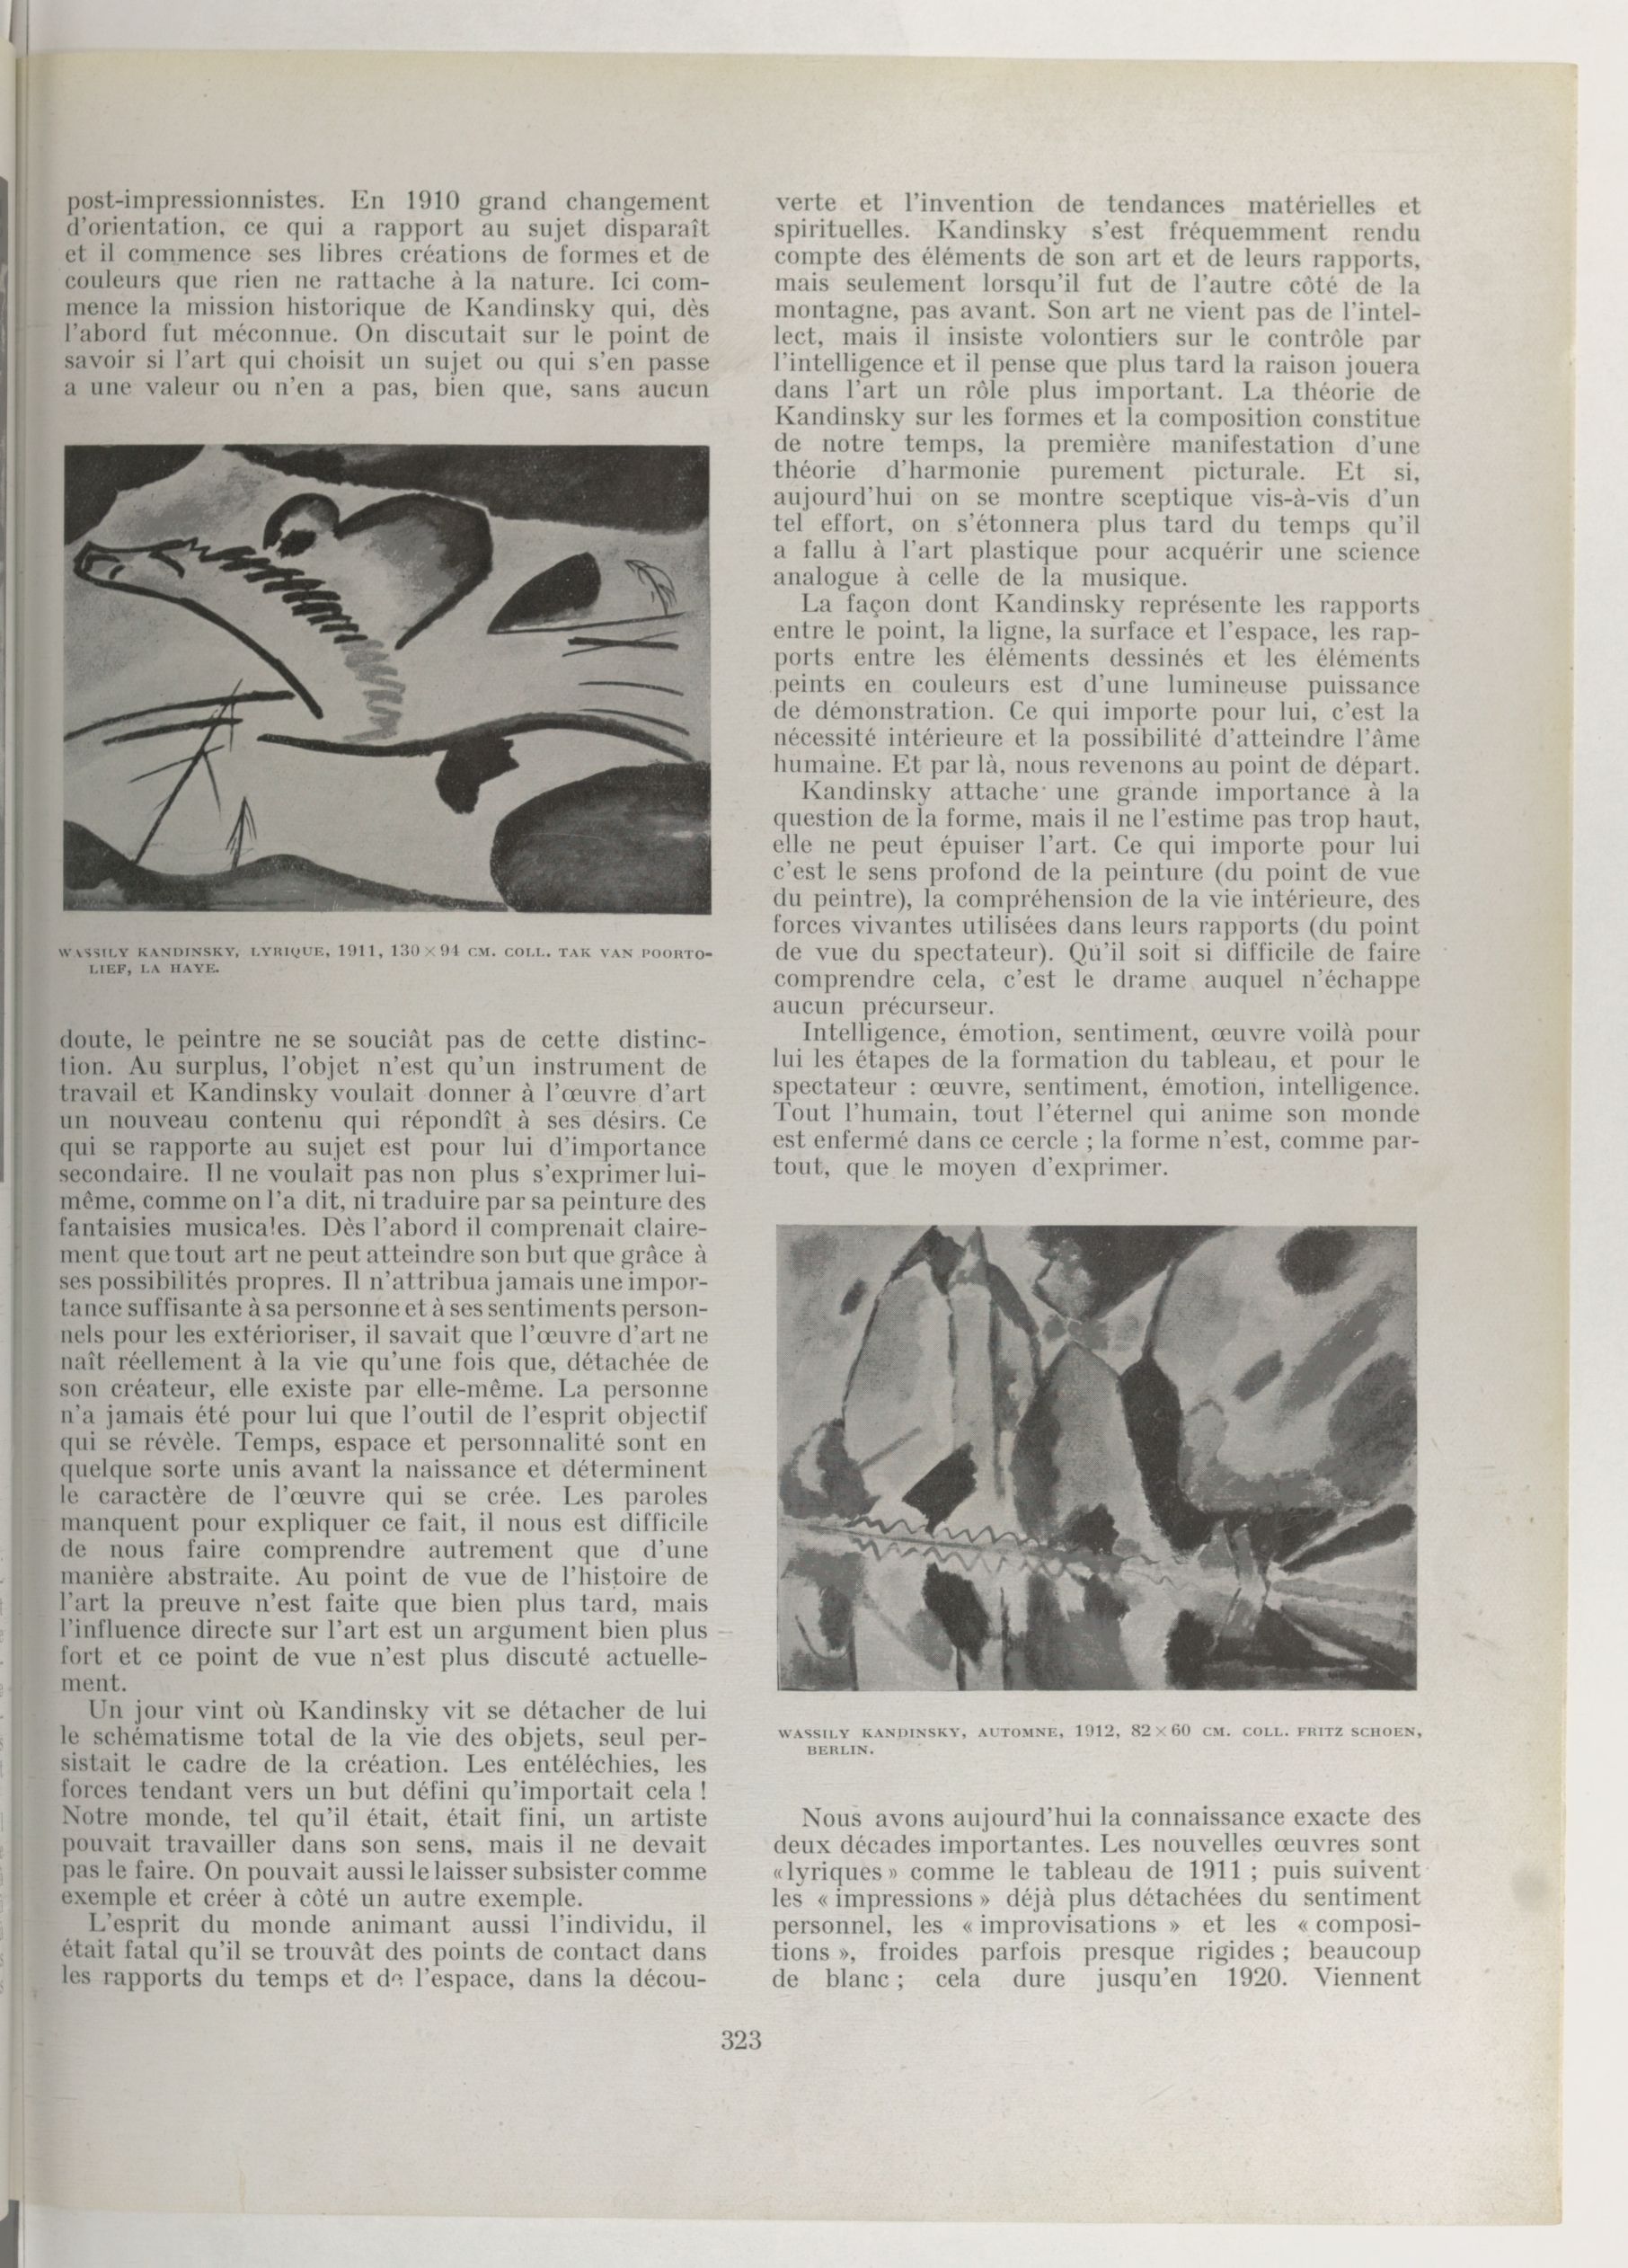 post-impressionnistes. En 1910 grand changement
d'orientation, ce qui a rapport au sujet disparaît
et il commence ses libres créations de formes et de
couleurs que rien ne rattache à la nature. Ici com-
mence la mission historique de Kandinsky qui, dès
l'abord fut méconnue. On discutait sur le point de
savoir si l'art qui choisit un sujet ou qui s'en passe
a une valeur ou n'en a pas, bien que, sans aucun
WASSILY KANDINSKY, LYRIQUE, 1911, 130 × 94 CM. COLL. TAK VAN POORTO-
LIEF, LA HAYE.
doute, le peintre ne se souciât pas de cette distinc-
tion. Au surplus, l'objet n'est qu'un instrument de
travail et Kandinsky voulait donner à l'œuvre d'art
un nouveau contenu qui répondît à ses désirs. Ce
qui se rapporte au sujet est pour lui d'importance
secondaire. Il ne voulait pas non plus s'exprimer lui-
même, comme on l'a dit, ni traduire par sa peinture des
fantaisies musicales. Dès l'abord il comprenait claire-
ment que tout art ne peut atteindre son but que grâce à
ses possibilités propres. Il n'attribua jamais une impor-
tance suffisante à sa personne et à ses sentiments person-
nels pour les extérioriser, il savait que l'œuvre d'art ne
naît réellement à la vie qu'une fois que, détachée de
son créateur, elle existe par elle-même. La personne
n'a jamais été pour lui que l'outil de l'esprit objectif
qui se révèle. Temps, espace et personnalité sont en
quelque sorte unis avant la naissance et déterminent
le caractère de l'œuvre qui se crée. Les paroles
manquent pour expliquer ce fait, il nous est difficile
de nous faire comprendre autrement que d'une
manière abstraite. Au point de vue de l'histoire de
l'art la preuve n'est faite que bien plus tard, mais
l'influence directe sur l'art est un argument bien plus
fort et ce point de vue n'est plus discuté actuelle-
ment.
Un jour vint où Kandinsky vit se détacher de lui
le schématisme total de la vie des objets, seul per-
sistait le cadre de la création. Les entéléchies, les
forces tendant vers un but défini qu'importait cela !
Notre monde, tel qu'il était, était fini, un artiste
pouvait travailler dans son sens, mais il ne devait
pas le faire. On pouvait aussi le laisser subsister comme
exemple et créer à côté un autre exemple.
L'esprit du monde animant aussi l'individu, il
était fatal qu'il se trouvât des points de contact dans
les rapports du temps et de l'espace, dans la décou-
verte et l'invention de tendances matérielles et
spirituelles. Kandinsky s'est fréquemment rendu
compte des éléments de son art et de leurs rapports,
mais seulement lorsqu'il fut de l'autre côté de la
montagne, pas avant. Son art ne vient pas de l'intel-
lect, mais il insiste volontiers sur le contrôle par
l'intelligence et il pense que plus tard la raison jouera
dans l'art un rôle plus important. La théorie de
Kandinsky sur les formes et la composition constitue
de notre temps, la première manifestation d'une
théorie d'harmonie purement picturale. Et si,
aujourd'hui on se montre sceptique vis-à-vis d'un
tel effort, on s'étonnera plus tard du temps qu'il
a fallu à l'art plastique pour acquérir une science
analogue à celle de la musique.
La façon dont Kandinsky représente les rapports
entre le point, la ligne, la surface et l'espace, les rap-
ports entre les éléments dessinés et les éléments
peints en couleurs est d'une lumineuse puissance
de démonstration. Ce qui importe pour lui, c'est la
nécessité intérieure et la possibilité d'atteindre l'âme
humaine. Et par là, nous revenons au point de départ.
Kandinsky attache une grande importance à la
question de la forme, mais il ne l'estime pas trop haut,
elle ne peut épuiser l'art. Ce qui importe pour lui
c'est le sens profond de la peinture (du point de vue
du peintre), la compréhension de la vie intérieure, des
forces vivantes utilisées dans leurs rapports (du point
de vue du spectateur). Qu'il soit si difficile de faire
comprendre cela, c'est le drame auquel n'échappe
aucun précurseur.
Intelligence, émotion, sentiment, œuvre voilà pour
lui les étapes de la formation du tableau, et pour le
spectateur : œuvre, sentiment, émotion, intelligence.
Tout l'humain, tout l'éternel qui anime son monde
est enfermé dans ce cercle ; la forme n'est, comme par-
tout, que le moyen d'exprimer.
WASSILY KANDINSKY, AUTOMNE, 1912, 82 × 60 CM. COLL. FRITZ SCHOEN,
BERLIN.
Nous avons aujourd'hui la connaissance exacte des
deux décades importantes. Les nouvelles œuvres sont
« lyriques » comme le tableau de 1911 ; puis suivent
les « impressions » déjà plus détachées du sentiment
personnel, les « improvisations » et les « composi-
tions », froides parfois presque rigides ; beaucoup
de blanc ; cela dure jusqu'en 1920. Viennent
323